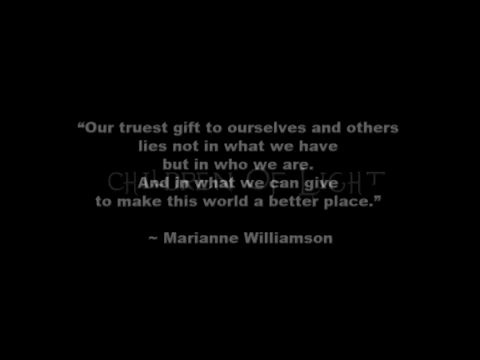 “Our truest gift to ourselves and others
lies not in what we have
but in who we are.
CHILDREN OF LIGHT
And in what we can give
to make this world a better place.”
~ Marianne Williamson